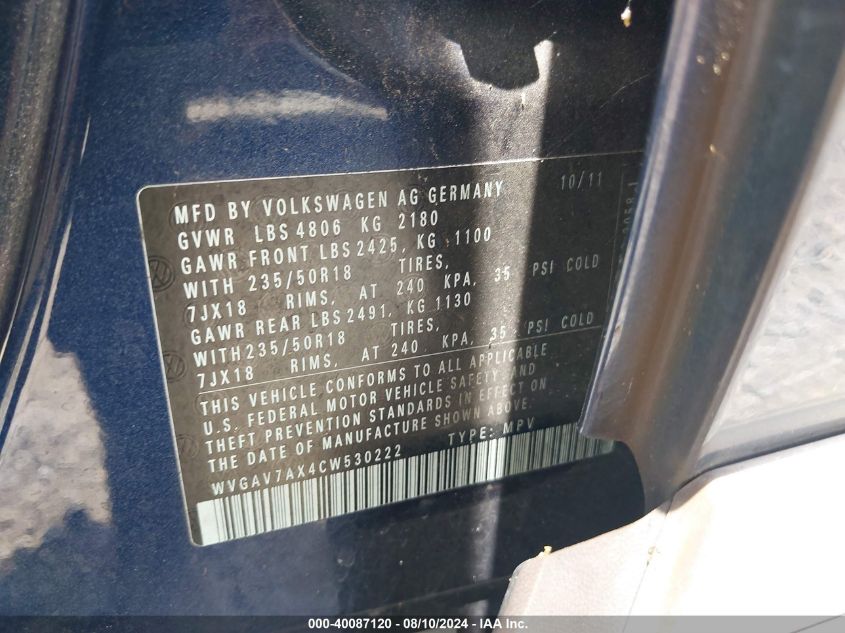 MFD BY VOLKSWAGEN AG GERMANY 10/11
GVWR LBS 4806 KG 2180
GAWR FRONT LBS 2425, KG 1100
WITH 235/50R18 TIRES,
7JX18 RIMS, AT 240 KPA, 35 PSI COLD
GAWR REAR LBS 2491, KG 1130
WITH 235/50R18 TIRES,
7JX18 RIMS, AT 240 KPA, 35 PSI COLD
THIS VEHICLE CONFORMS TO ALL APPLICABLE
U.S. FEDERAL MOTOR VEHICLE SAFETY AND
THEFT PREVENTION STANDARDS IN EFFECT ON
THE DATE OF MANUFACTURE SHOWN ABOVE.
WVGAV7AX4CW530222 TYPE: MPV
000-40087120 - 08/10/2024 - IAA Inc.